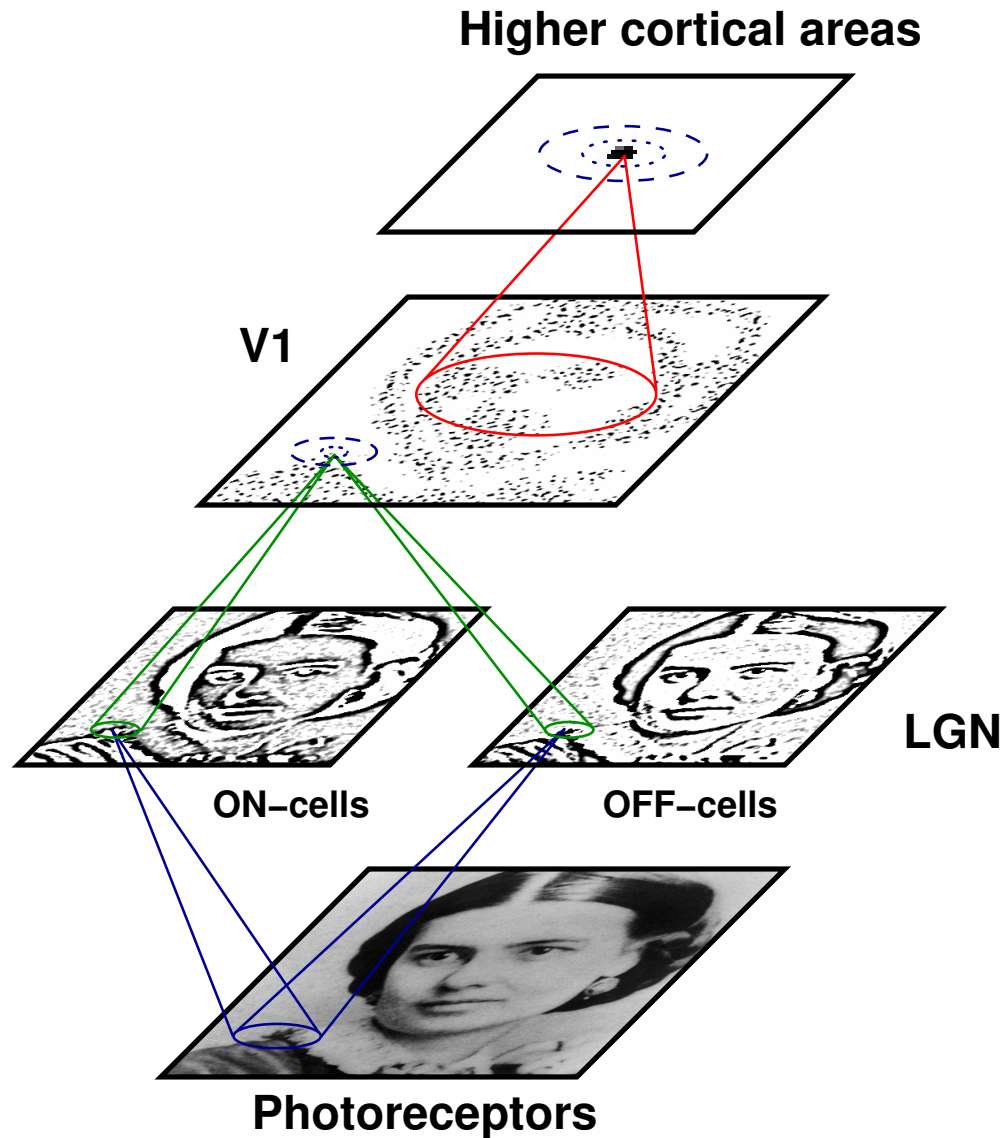 Higher cortical areas
V1
LGN
ON−cells
OFF−cells
Photoreceptors